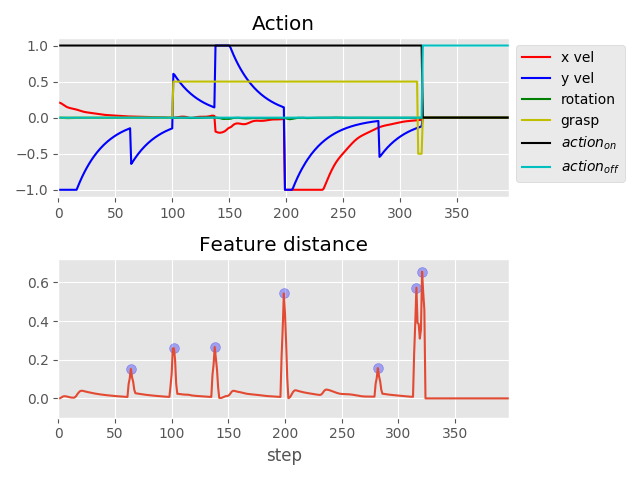 Action
1.0
0.5
0.0
−0.5
−1.0
0 50 100 150 200 250 300 350
x vel
y vel
rotation
grasp
action_on
action_off
Feature distance
0.6
0.4
0.2
0.0
0 50 100 150 200 250 300 350
step